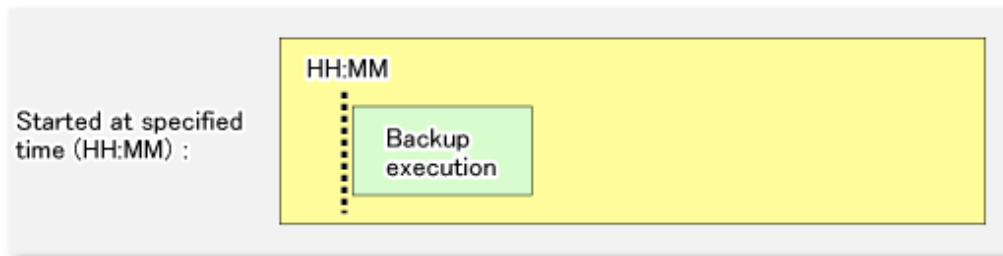 HH:MM
Started at specified
time (HH:MM) :
Backup
execution